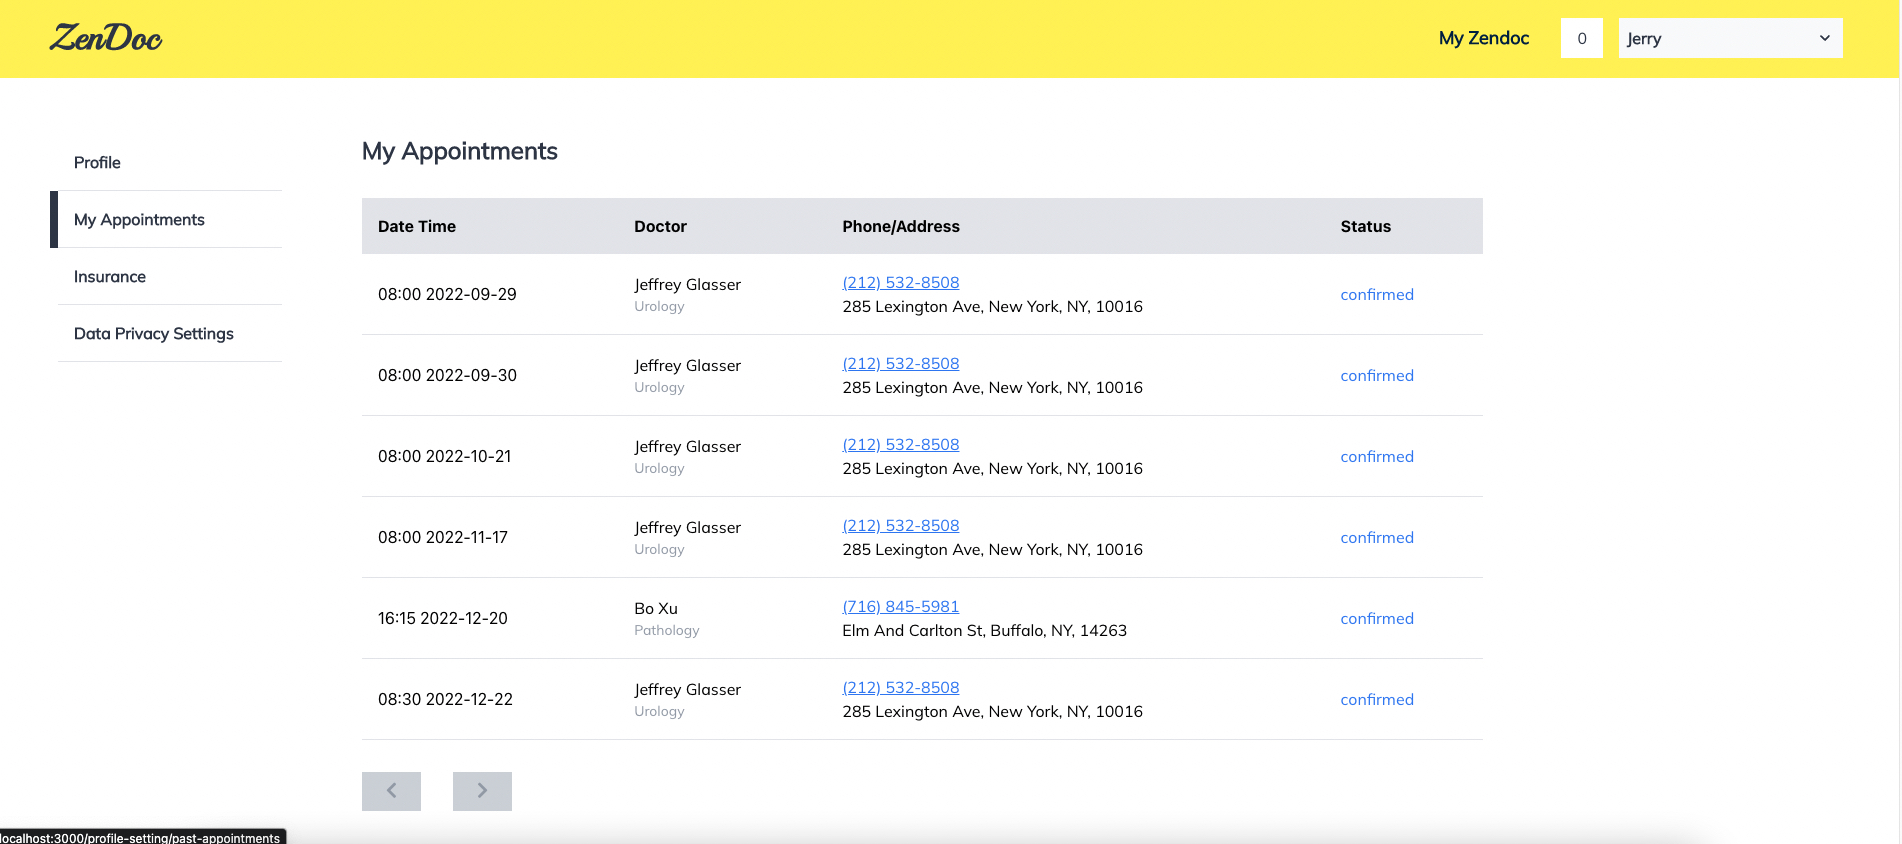 ZenDoc
My Zendoc
0
Jerry
Profile
My Appointments
Insurance
Data Privacy Settings
My Appointments
Date Time Doctor Phone/Address Status
08:00 2022-09-29 Jeffrey Glasser (212) 532-8508 confirmed
Urology 285 Lexington Ave, New York, NY, 10016
08:00 2022-09-30 Jeffrey Glasser (212) 532-8508 confirmed
Urology 285 Lexington Ave, New York, NY, 10016
08:00 2022-10-21 Jeffrey Glasser (212) 532-8508 confirmed
Urology 285 Lexington Ave, New York, NY, 10016
08:00 2022-11-17 Jeffrey Glasser (212) 532-8508 confirmed
Urology 285 Lexington Ave, New York, NY, 10016
16:15 2022-12-20 Bo Xu (716) 845-5981 confirmed
Pathology Elm And Carlton St, Buffalo, NY, 14263
08:30 2022-12-22 Jeffrey Glasser (212) 532-8508 confirmed
Urology 285 Lexington Ave, New York, NY, 10016
localhost:3000/profile-setting/past-appointments